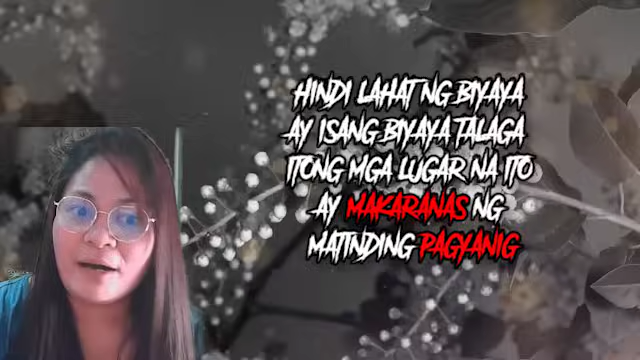 HINDI LAHAT NG BIYAYA
AY ISANG BIYAYA TALAGA
ITONG MGA LUGAR NA ITO
AY MAKARANAS NG
MATINDING PAGYANIG